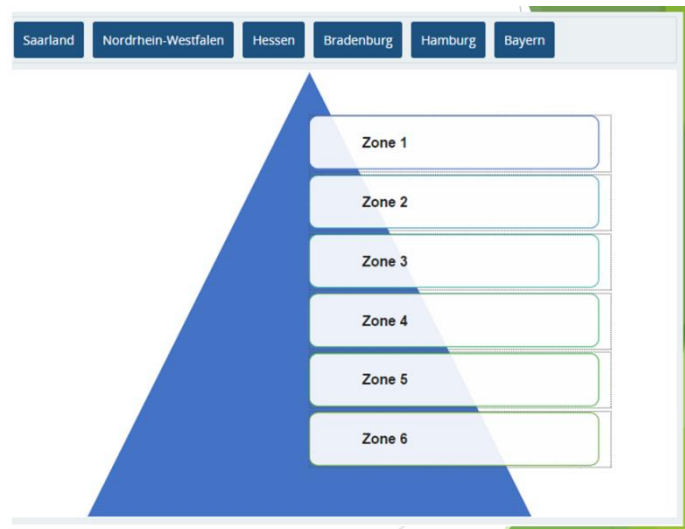 Saarland Nordrhein-Westfalen Hessen Bradenburg Hamburg Bayern
Zone 1
Zone 2
Zone 3
Zone 4
Zone 5
Zone 6